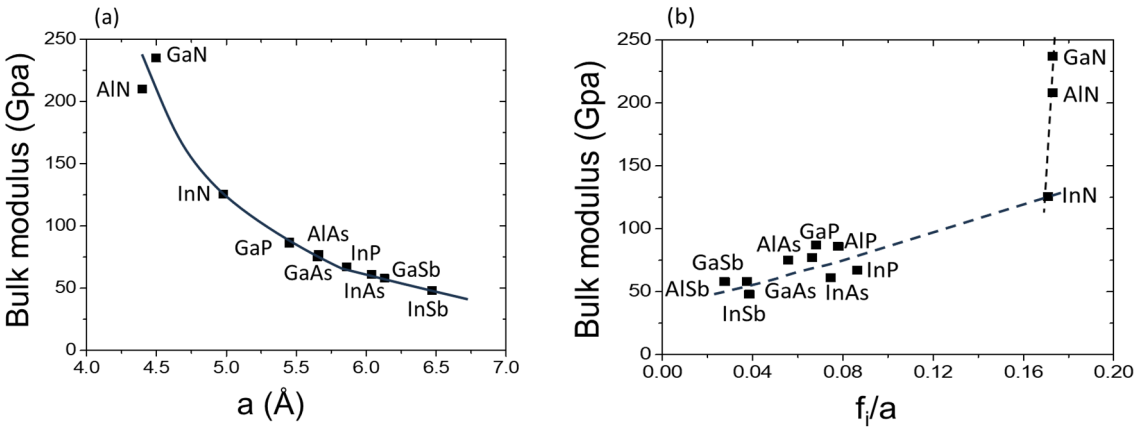 (a)
Bulk modulus (Gpa)
250
200
150
100
50
0
GaN
AlN
InN
GaP
AlAs
GaAs
InP
InAs
GaSb
InSb
4.0 4.5 5.0 5.5 6.0 6.5 7.0
a (Å)
(b)
Bulk modulus (Gpa)
250
200
150
100
50
0
GaN
AlN
InN
GaP
AlP
AlAs
InP
GaSb
AlSb
GaAs
InAs
InSb
0.00 0.04 0.08 0.12 0.16 0.20
fi/a